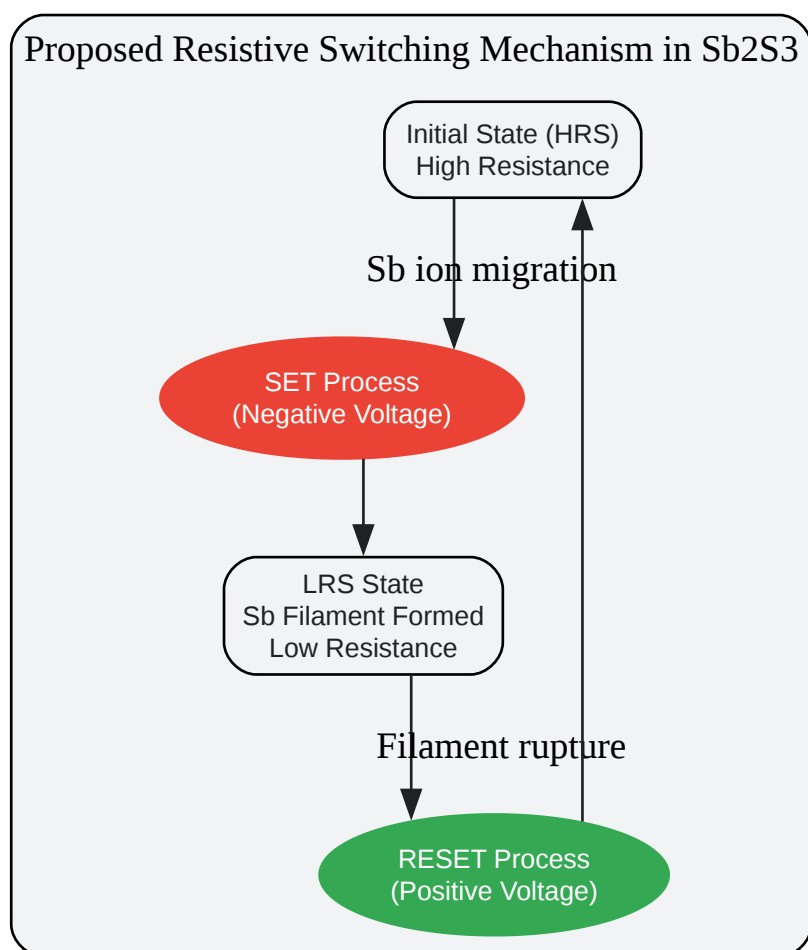 Proposed Resistive Switching Mechanism in Sb2S3
Initial State (HRS)
High Resistance
Sb ion migration
SET Process
(Negative Voltage)
LRS State
Sb Filament Formed
Low Resistance
Filament rupture
RESET Process
(Positive Voltage)